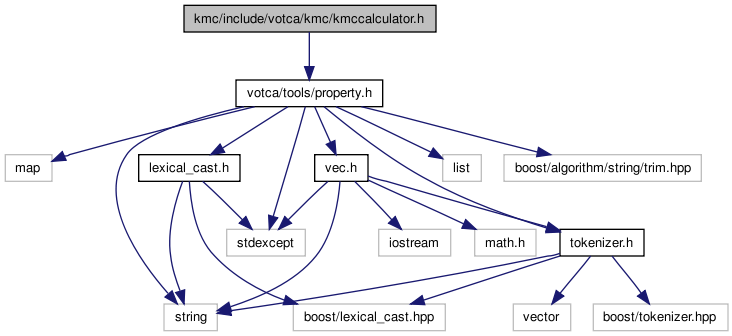 kmc/include/votca/kmc/kmccalculator.h
votca/tools/property.h
map
lexical_cast.h
vec.h
list
boost/algorithm/string/trim.hpp
stdexcept
iostream
math.h
tokenizer.h
string
boost/lexical_cast.hpp
vector
boost/tokenizer.hpp